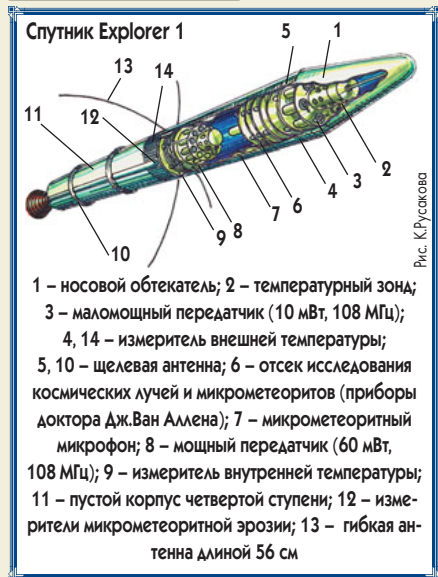 Спутник Explorer 1
5
1
13
14
11
12
10
9
8
7
6
4
3
2
Рис. К.Русакова
1 – носовой обтекатель; 2 – температурный зонд;
3 – маломощный передатчик (10 мВт, 108 МГц);
4, 14 – измеритель внешней температуры;
5, 10 – щелевая антенна; 6 – отсек исследования
космических лучей и микрометеоритов (приборы
доктора Дж.Ван Аллена); 7 – микрометеоритный
микрофон; 8 – мощный передатчик (60 мВт,
108 МГц); 9 – измеритель внутренней температуры;
11 – пустой корпус четвертой ступени; 12 – изме-
рители микрометеоритной эрозии; 13 – гибкая ан-
тенна длиной 56 см